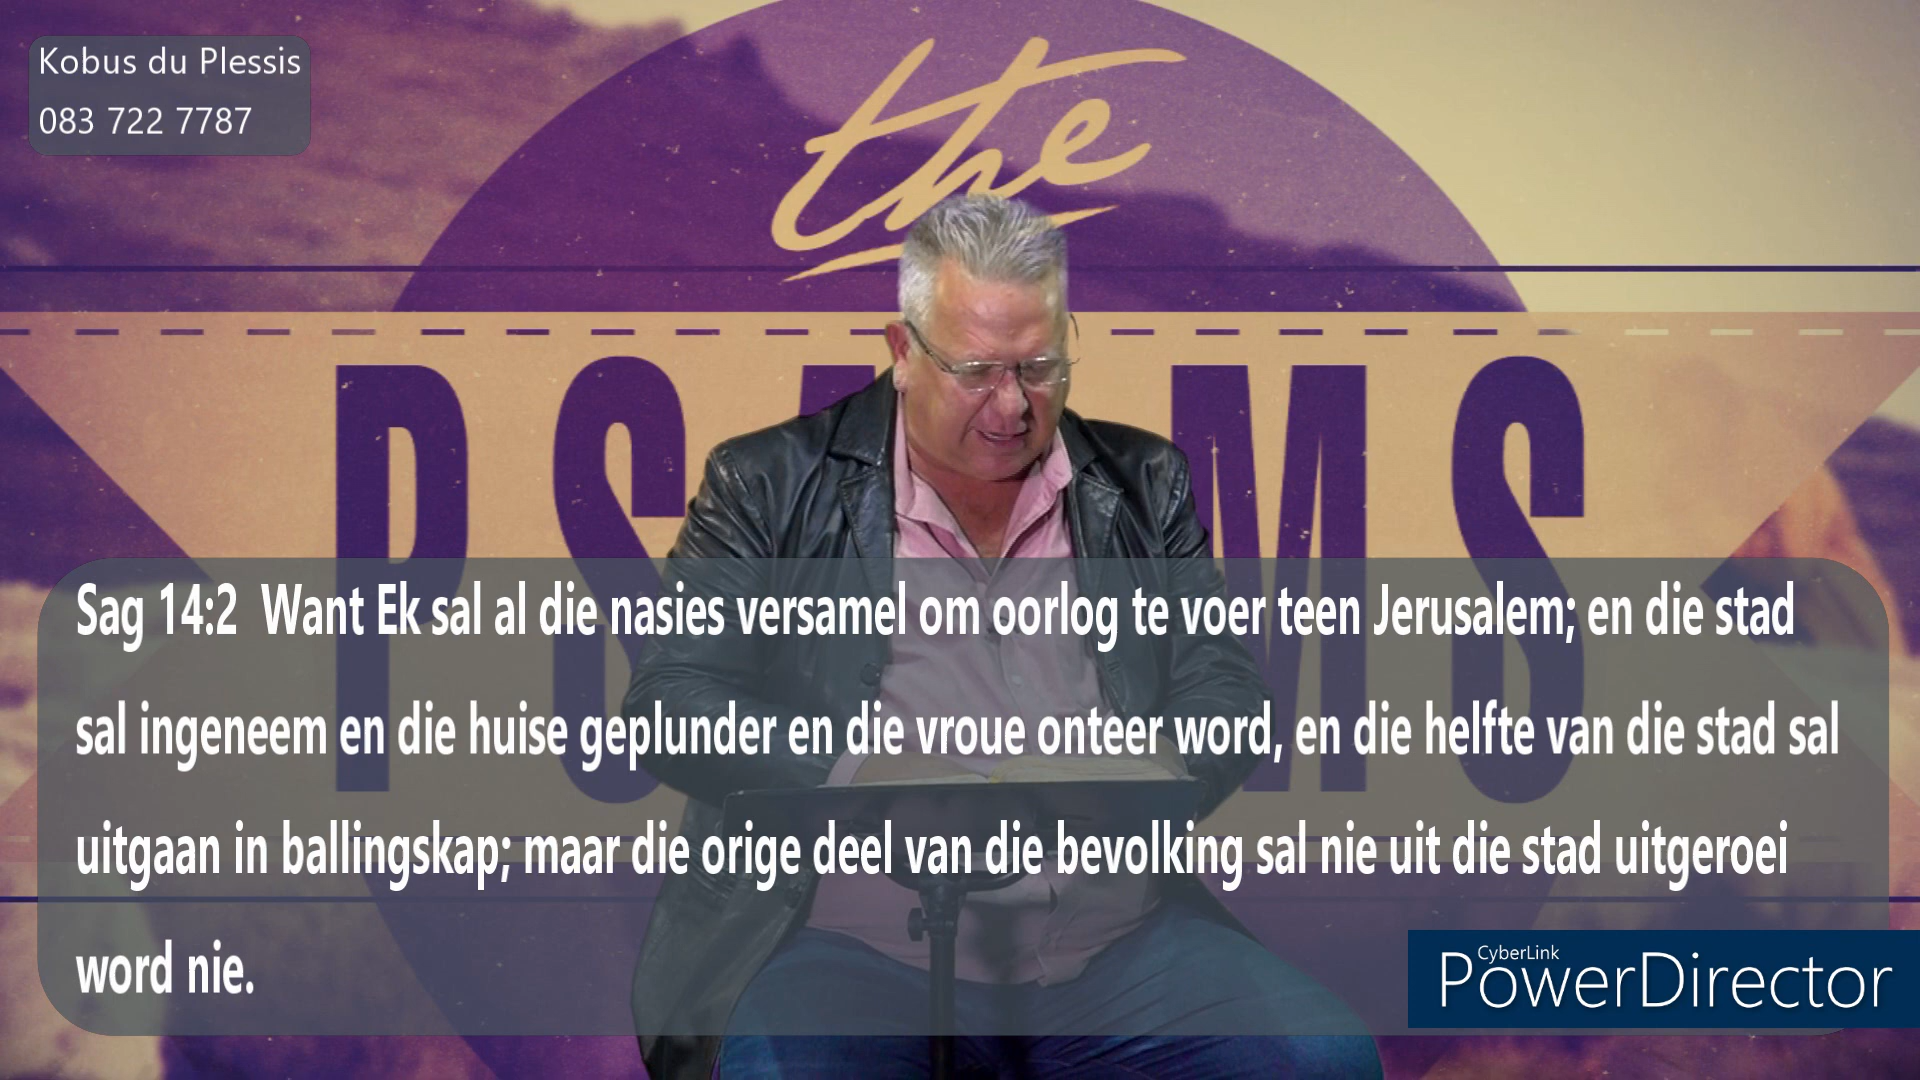 Kobus du Plessis
083 722 7787
the
PSALMS
Sag 14:2 Want Ek sal al die nasies versamel om oorlog te voer teen Jerusalem; en die stad
sal ingeneem en die huise geplunder en die vroue onteer word, en die helfte van die stad sal
uitgaan in ballingskap; maar die orige deel van die bevolking sal nie uit die stad uitgeroei
word nie.
CyberLink
PowerDirector